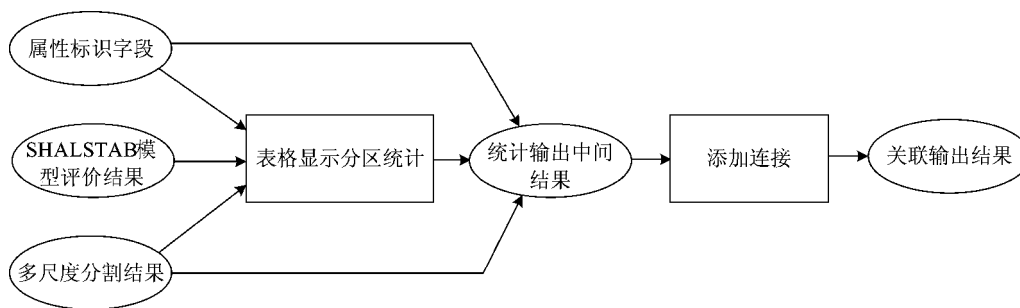 属性标识字段
SHALSTAB模
型评价结果
多尺度分割结果
表格显示分区统计
统计输出中间
结果
添加连接
关联输出结果